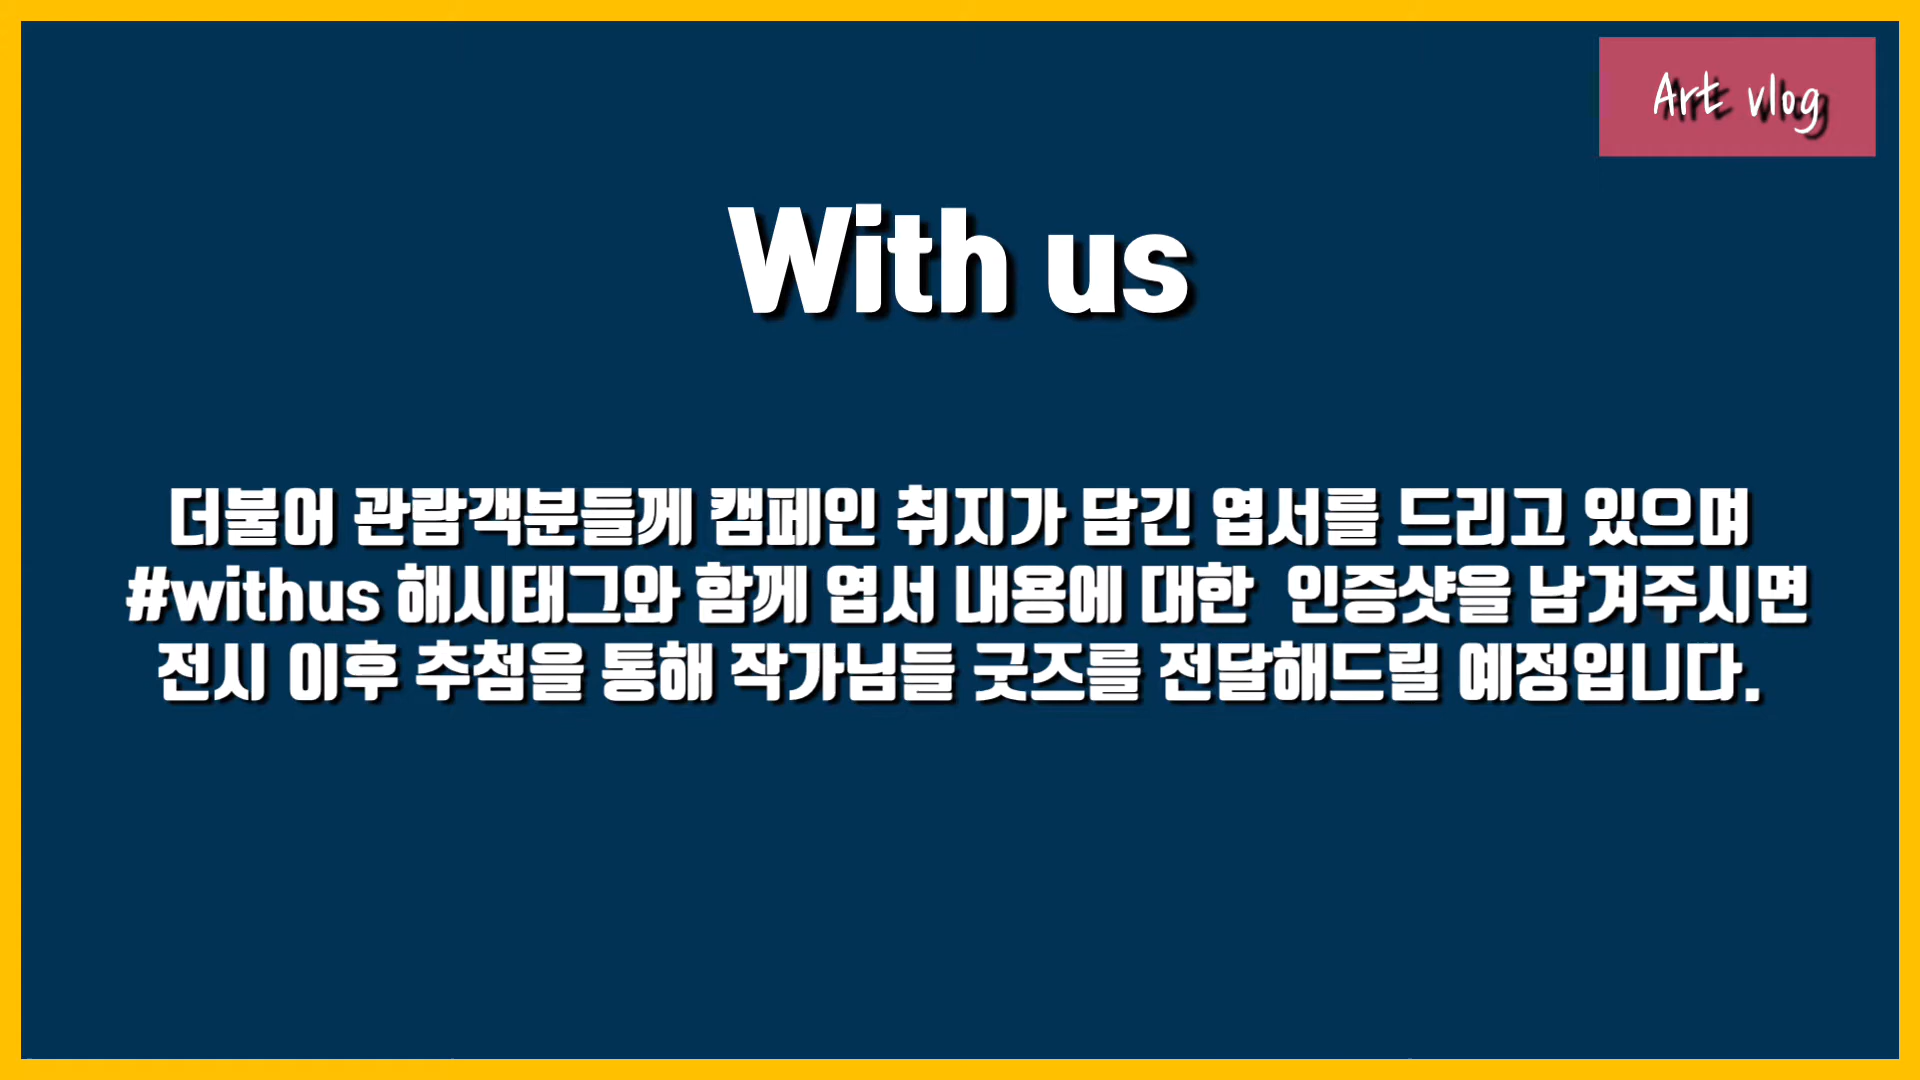 Art vlog
With us
더불어 관람객분들께 캠페인 취지가 담긴 엽서를 드리고 있으며
#withus 해시태그와 함께 엽서 내용에 대한 인증샷을 남겨주시면
전시 이후 추첨을 통해 작가님들 굿즈를 전달해드릴 예정입니다.